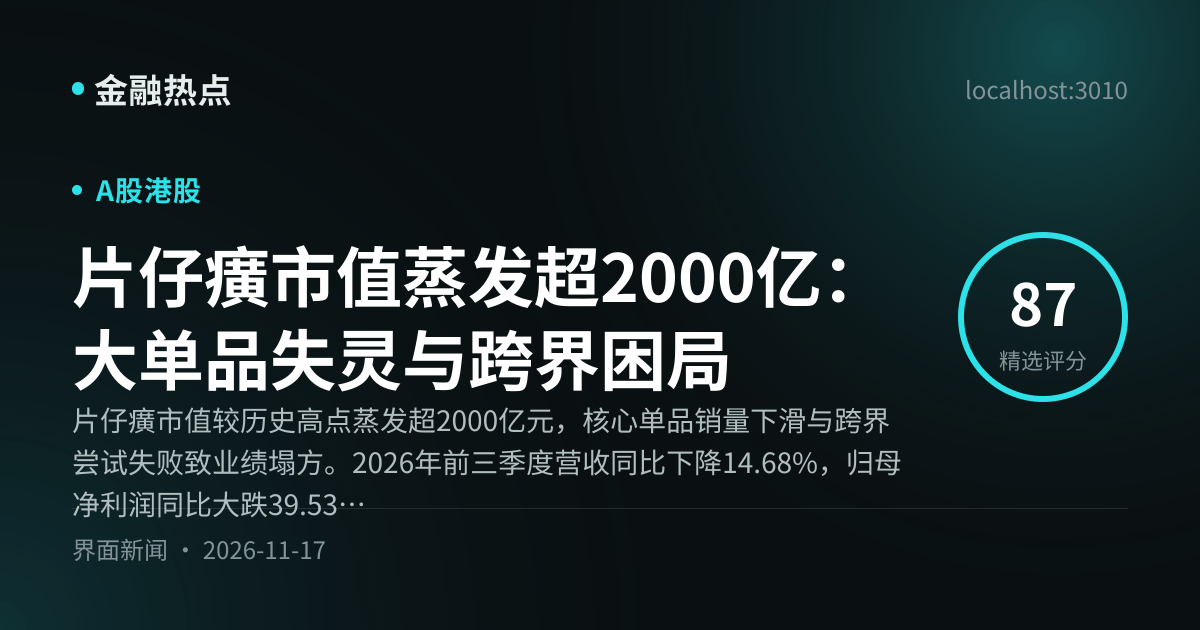 金融热点
localhost:3010
A股港股
片仔癀市值蒸发超2000亿：
大单品失灵与跨界困局
87
精选评分
片仔癀市值较历史高点蒸发超2000亿元，核心单品销量下滑与跨界
尝试失败致业绩塌方。2026年前三季度营收同比下降14.68%，归母
净利润同比大跌39.53…
界面新闻 · 2026-11-17